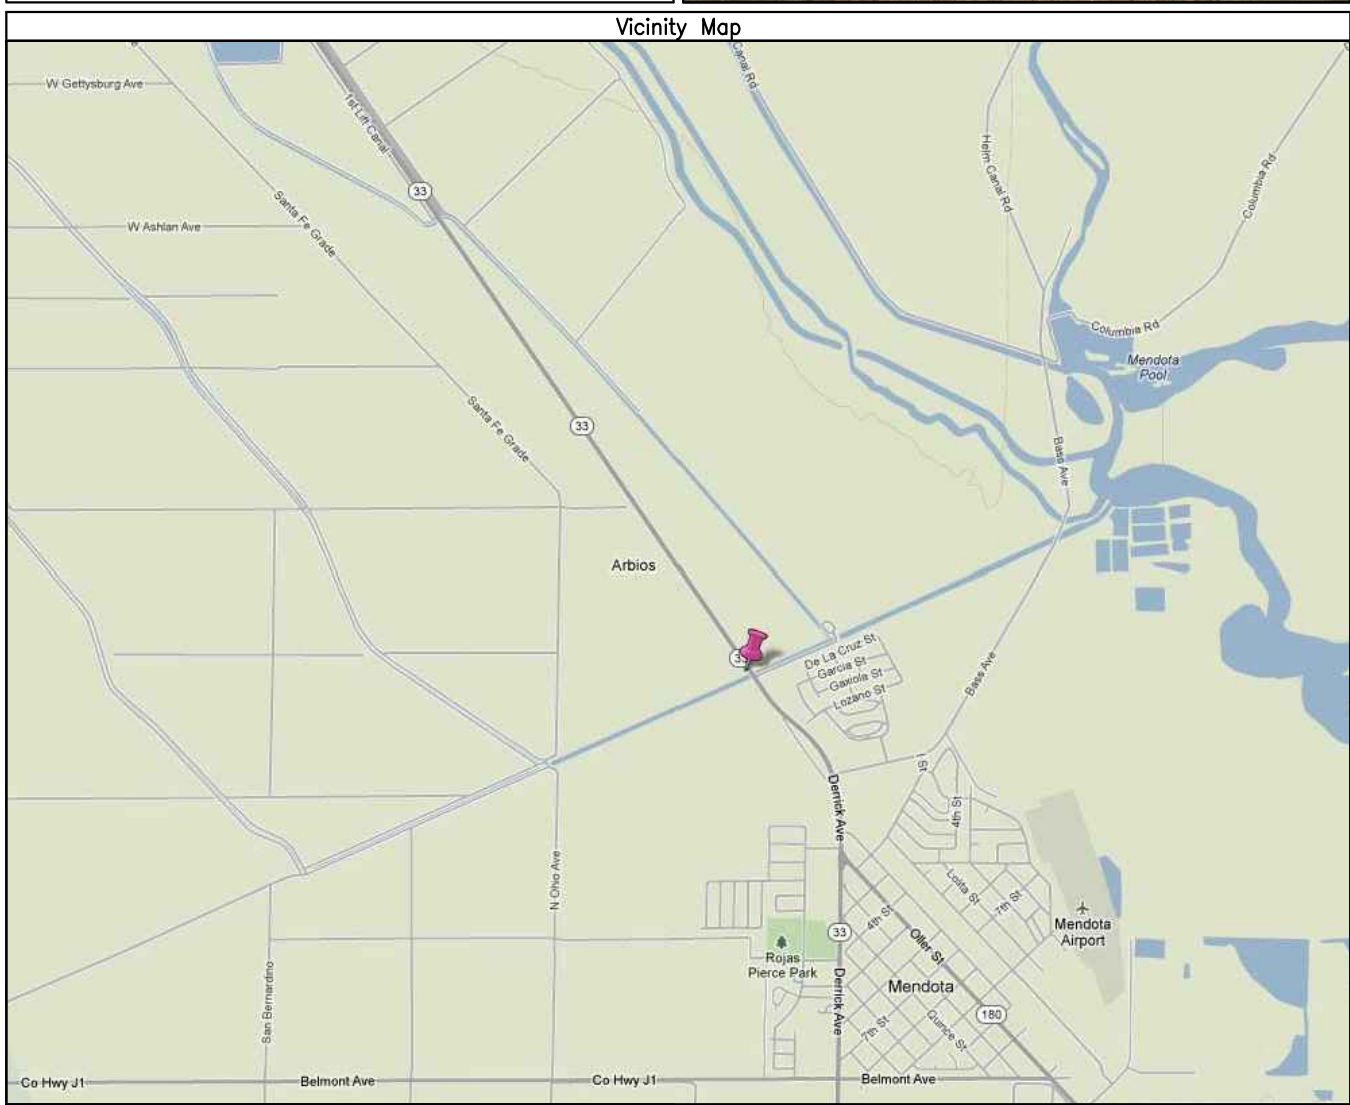 Vicinity Map
Canal Rd
W Gettysburg Ave
1st Lift Canal
Helm Canal Rd
Columbia Rd
33
Santa Fe Grade
W Ashlan Ave
Columbia Rd
Mendota
Pool
Santa Fe Grade
33
Bass Ave
Arbios
De La Cruz St
Garcia St
Gaxiola St
Lozano St
Bass Ave
I St
Derrick Ave
4th St
N Ohio Ave
Lolita St
7th St
4th St
Mendota
Airport
33
Oller St
Rojas
Pierce Park
San Bernardino
Derrick Ave
Mendota
180
7th St
Quince St
Co Hwy J1
Belmont Ave
Co Hwy J1
Belmont Ave